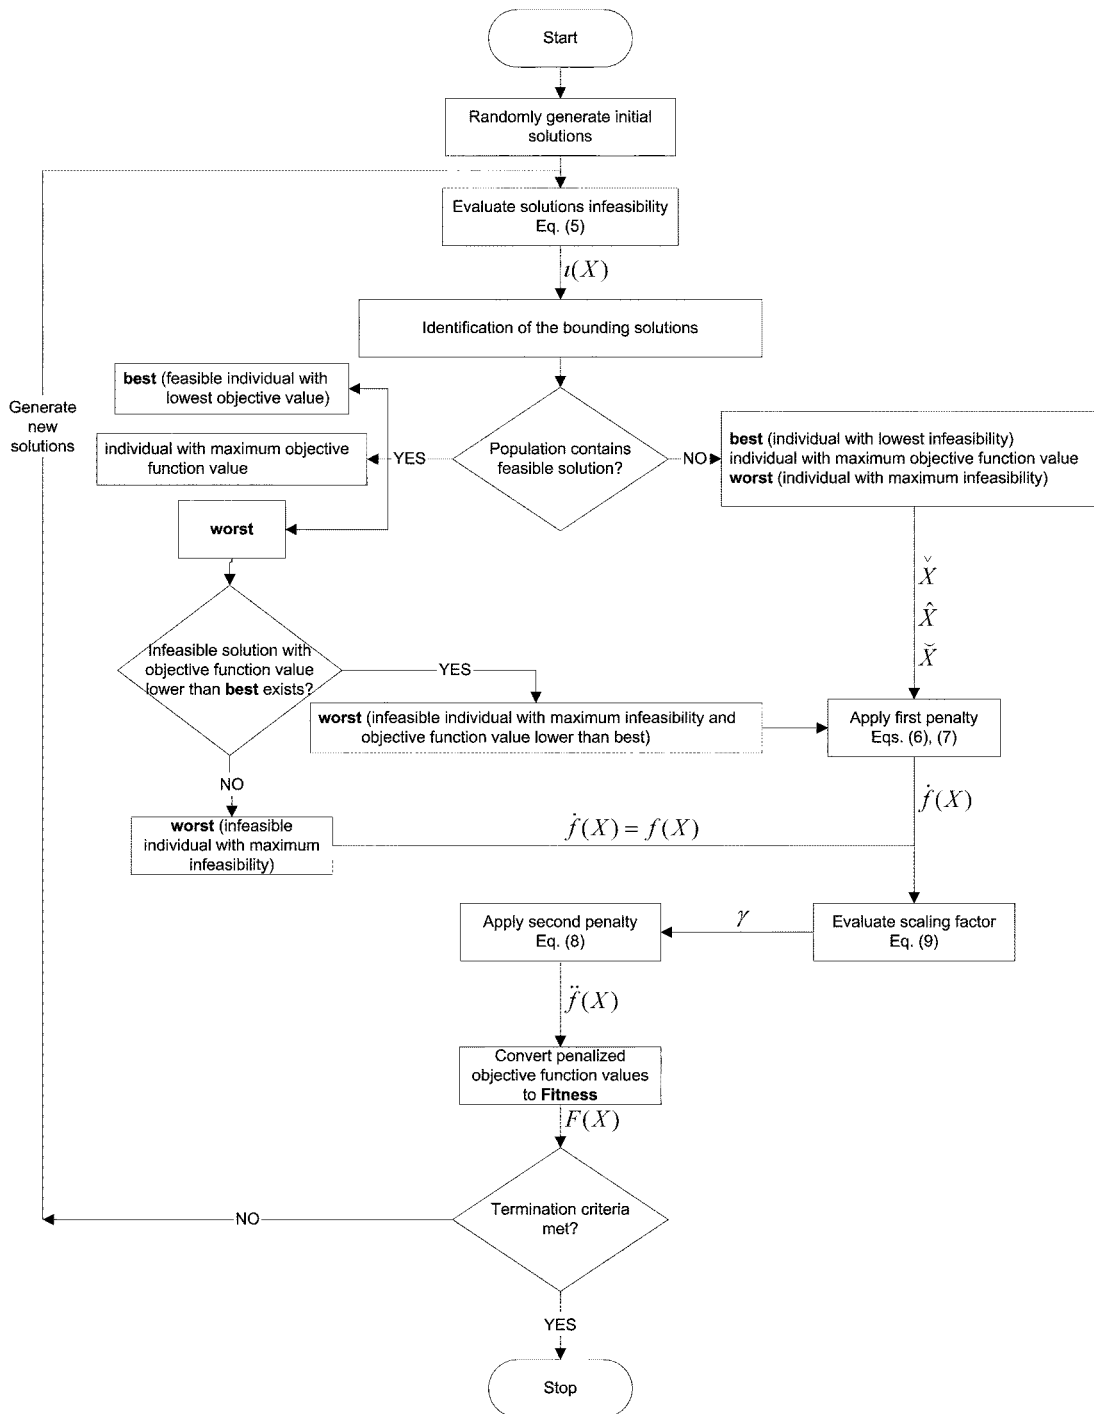 Start
Randomly generate initial
solutions
Evaluate solutions infeasibility
Eq. (5)
ι(X)
Identification of the bounding solutions
best (feasible individual with
lowest objective value)
Generate
new
solutions
individual with maximum objective
function value
YES
Population contains
feasible solution?
NO
best (individual with lowest infeasibility)
individual with maximum objective function value
worst (individual with maximum infeasibility)
worst
X̌
X̂
X̆
Infeasible solution with
objective function value
lower than best exists?
YES
worst (infeasible individual with maximum infeasibility and
objective function value lower than best)
Apply first penalty
Eqs. (6), (7)
NO
ḟ(X)
worst (infeasible
individual with maximum
infeasibility)
ḟ(X) = f(X)
Apply second penalty
Eq. (8)
γ
Evaluate scaling factor
Eq. (9)
f̈(X)
Convert penalized
objective function values
to Fitness
F(X)
Termination criteria
met?
NO
YES
Stop